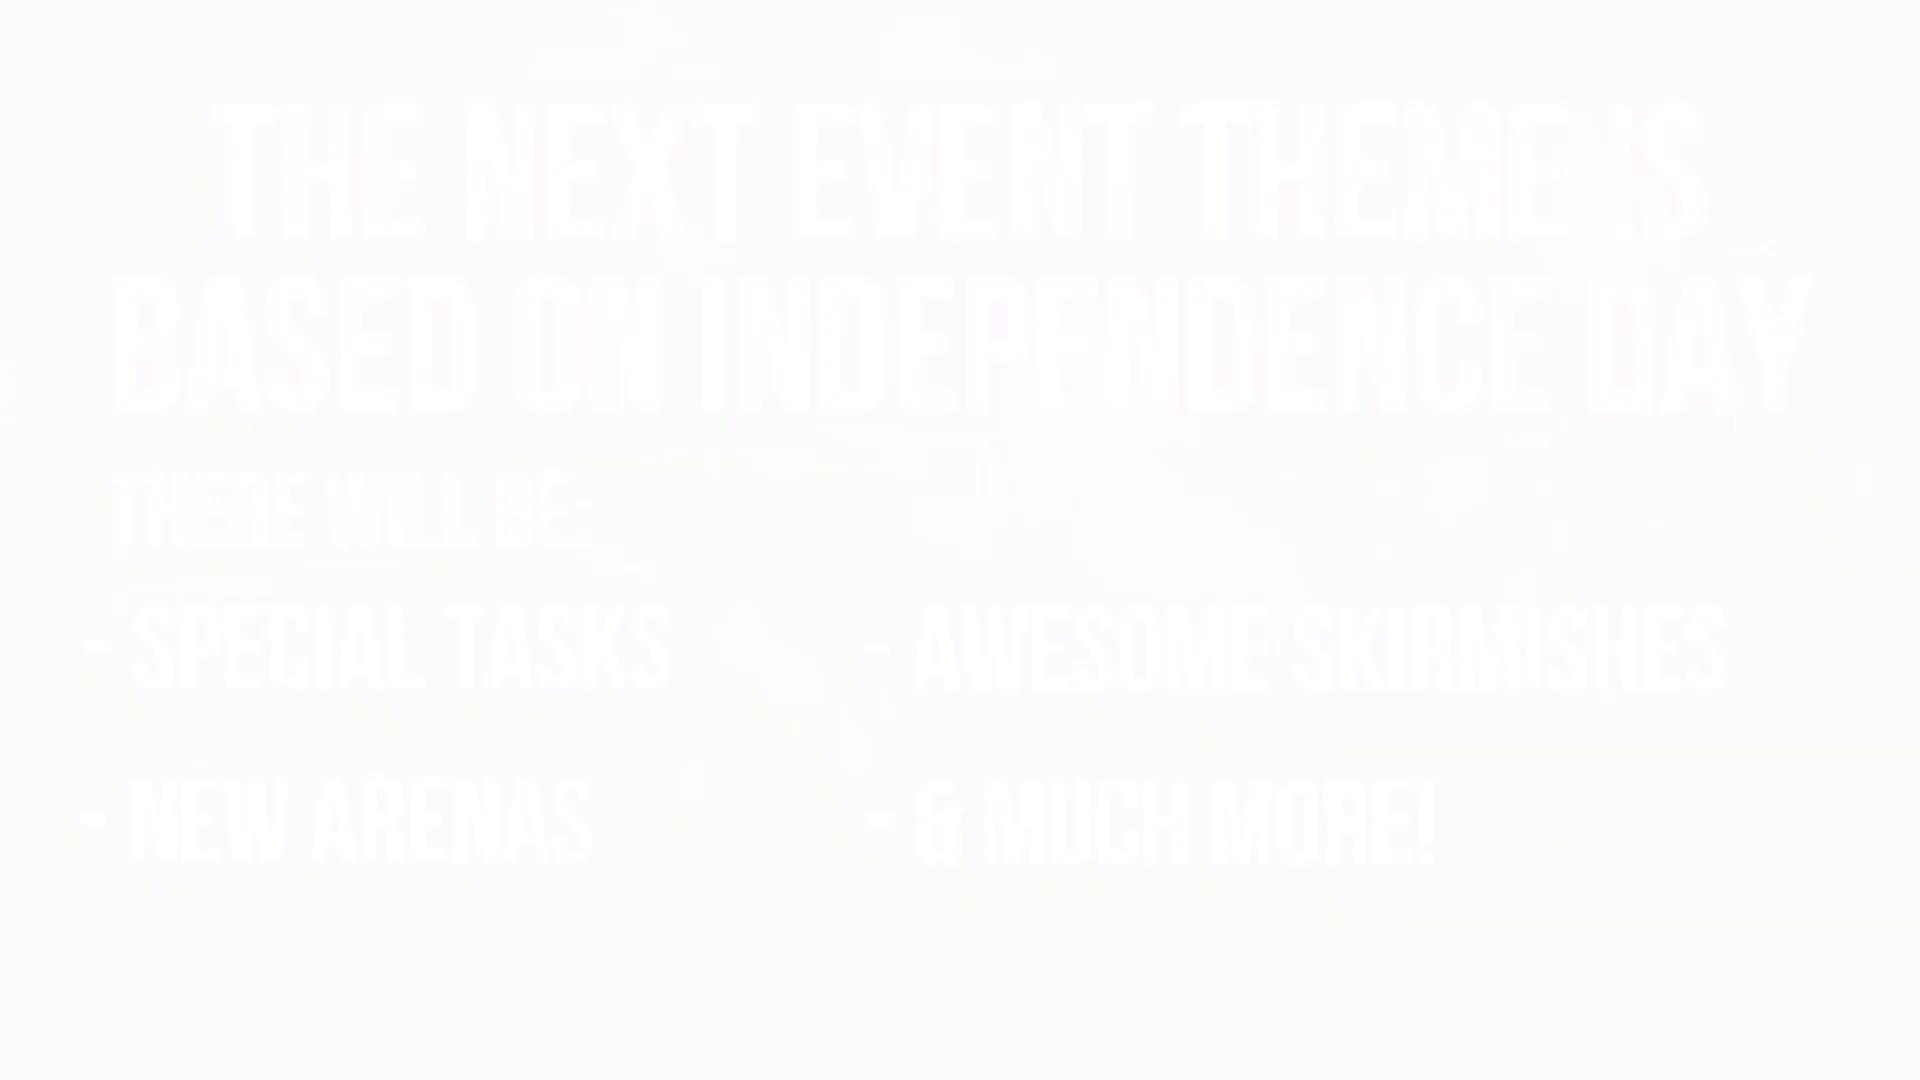 THE NEXT EVENT THEME IS
BASED ON INDEPENDENCE DAY
THERE WILL BE:
- SPECIAL TASKS
- AWESOME SKIRMISHES
- NEW ARENAS
- & MUCH MORE!